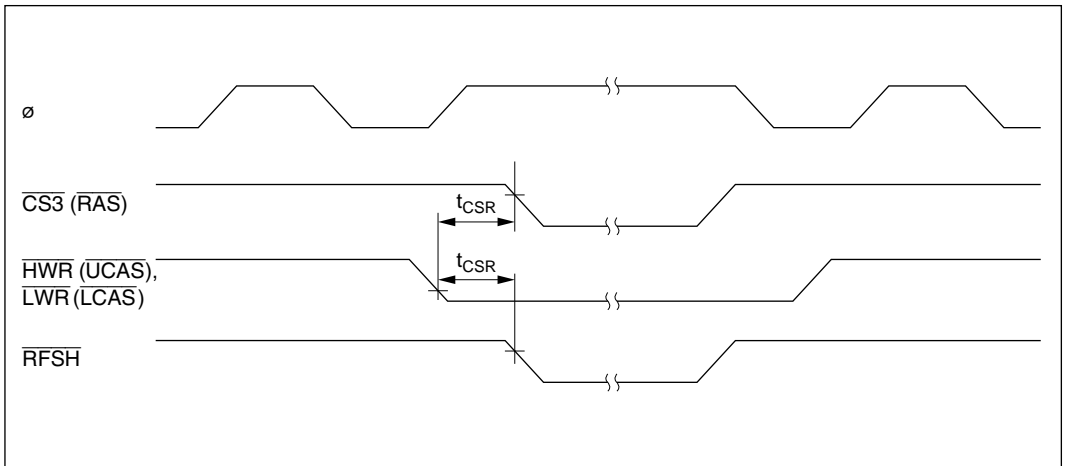 ø
CS3 (RAS)
tCSR
HWR (UCAS),
tCSR
LWR (LCAS)
RFSH